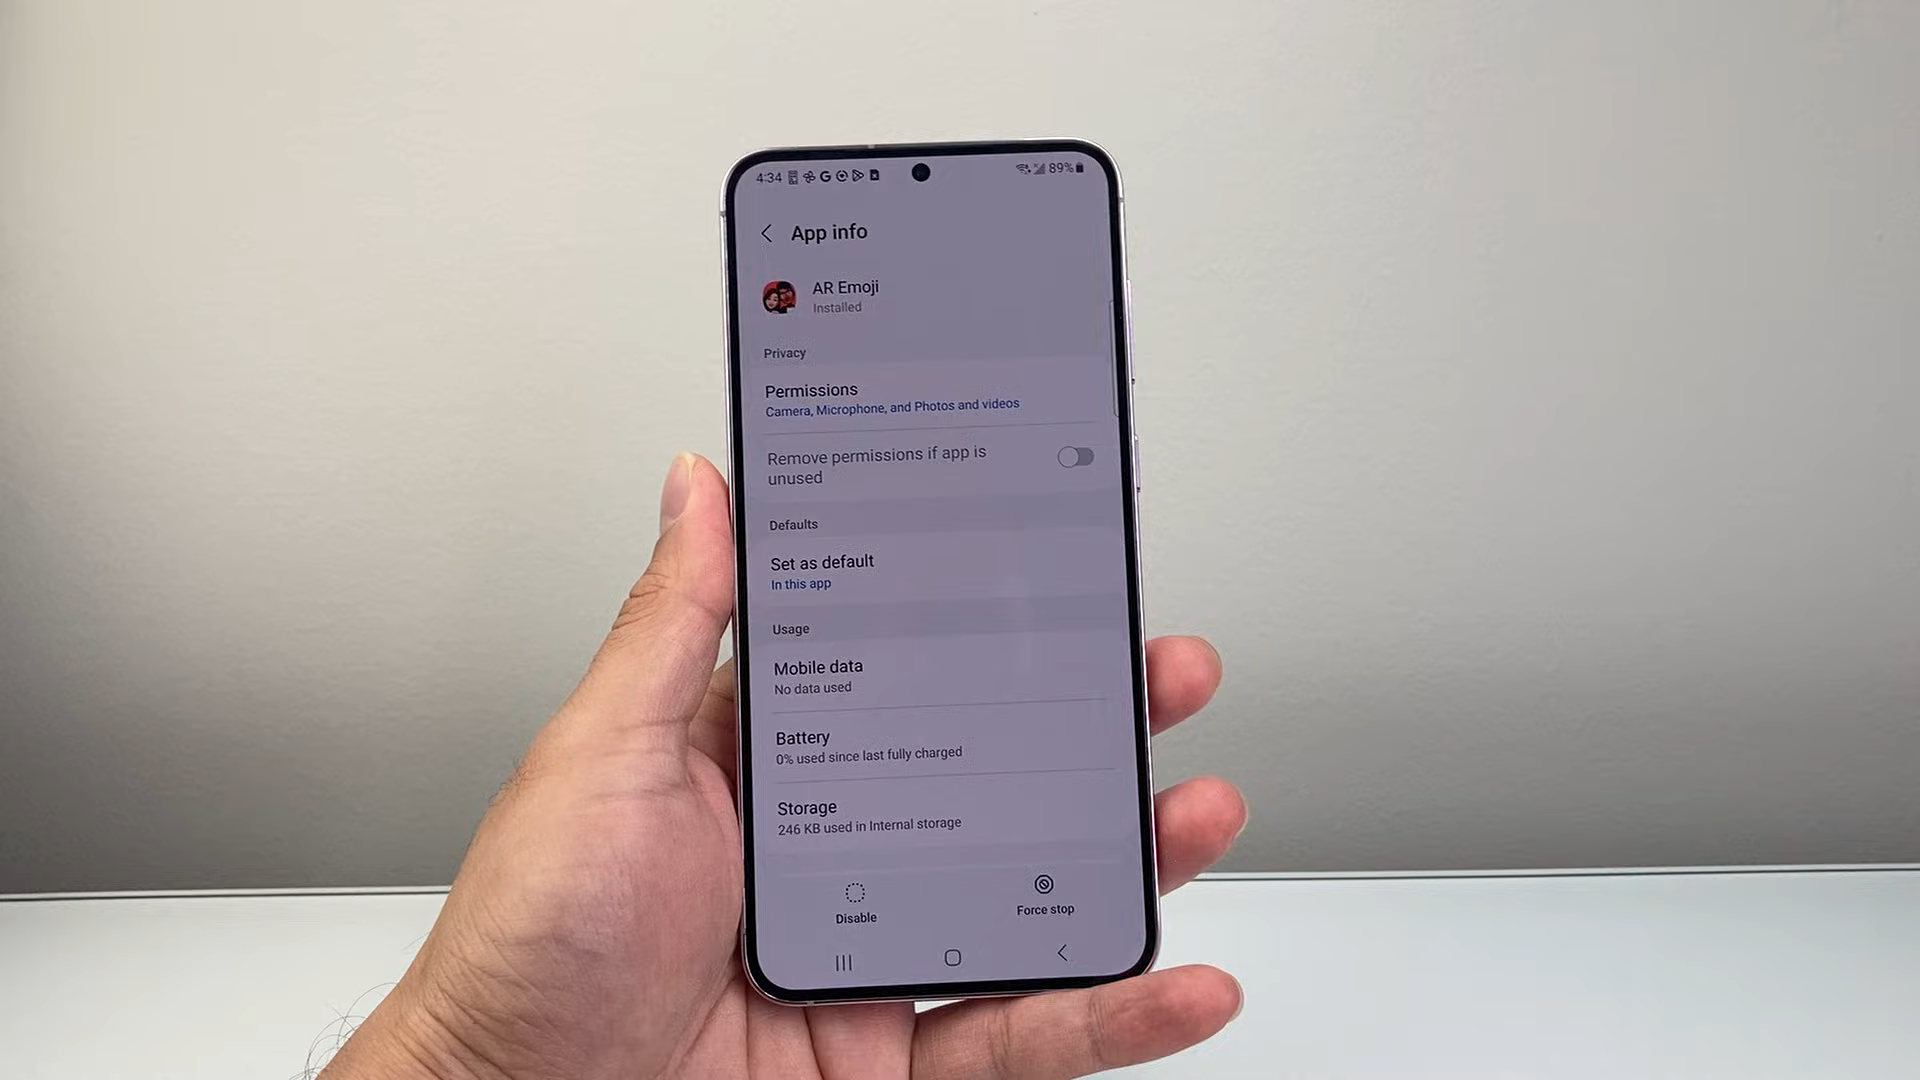 4:34 G 89%
App info
AR Emoji
Installed
Privacy
Permissions
Camera, Microphone, and Photos and videos
Remove permissions if app is
unused
Defaults
Set as default
In this app
Usage
Mobile data
No data used
Battery
0% used since last fully charged
Storage
246 KB used in Internal storage
Disable
Force stop